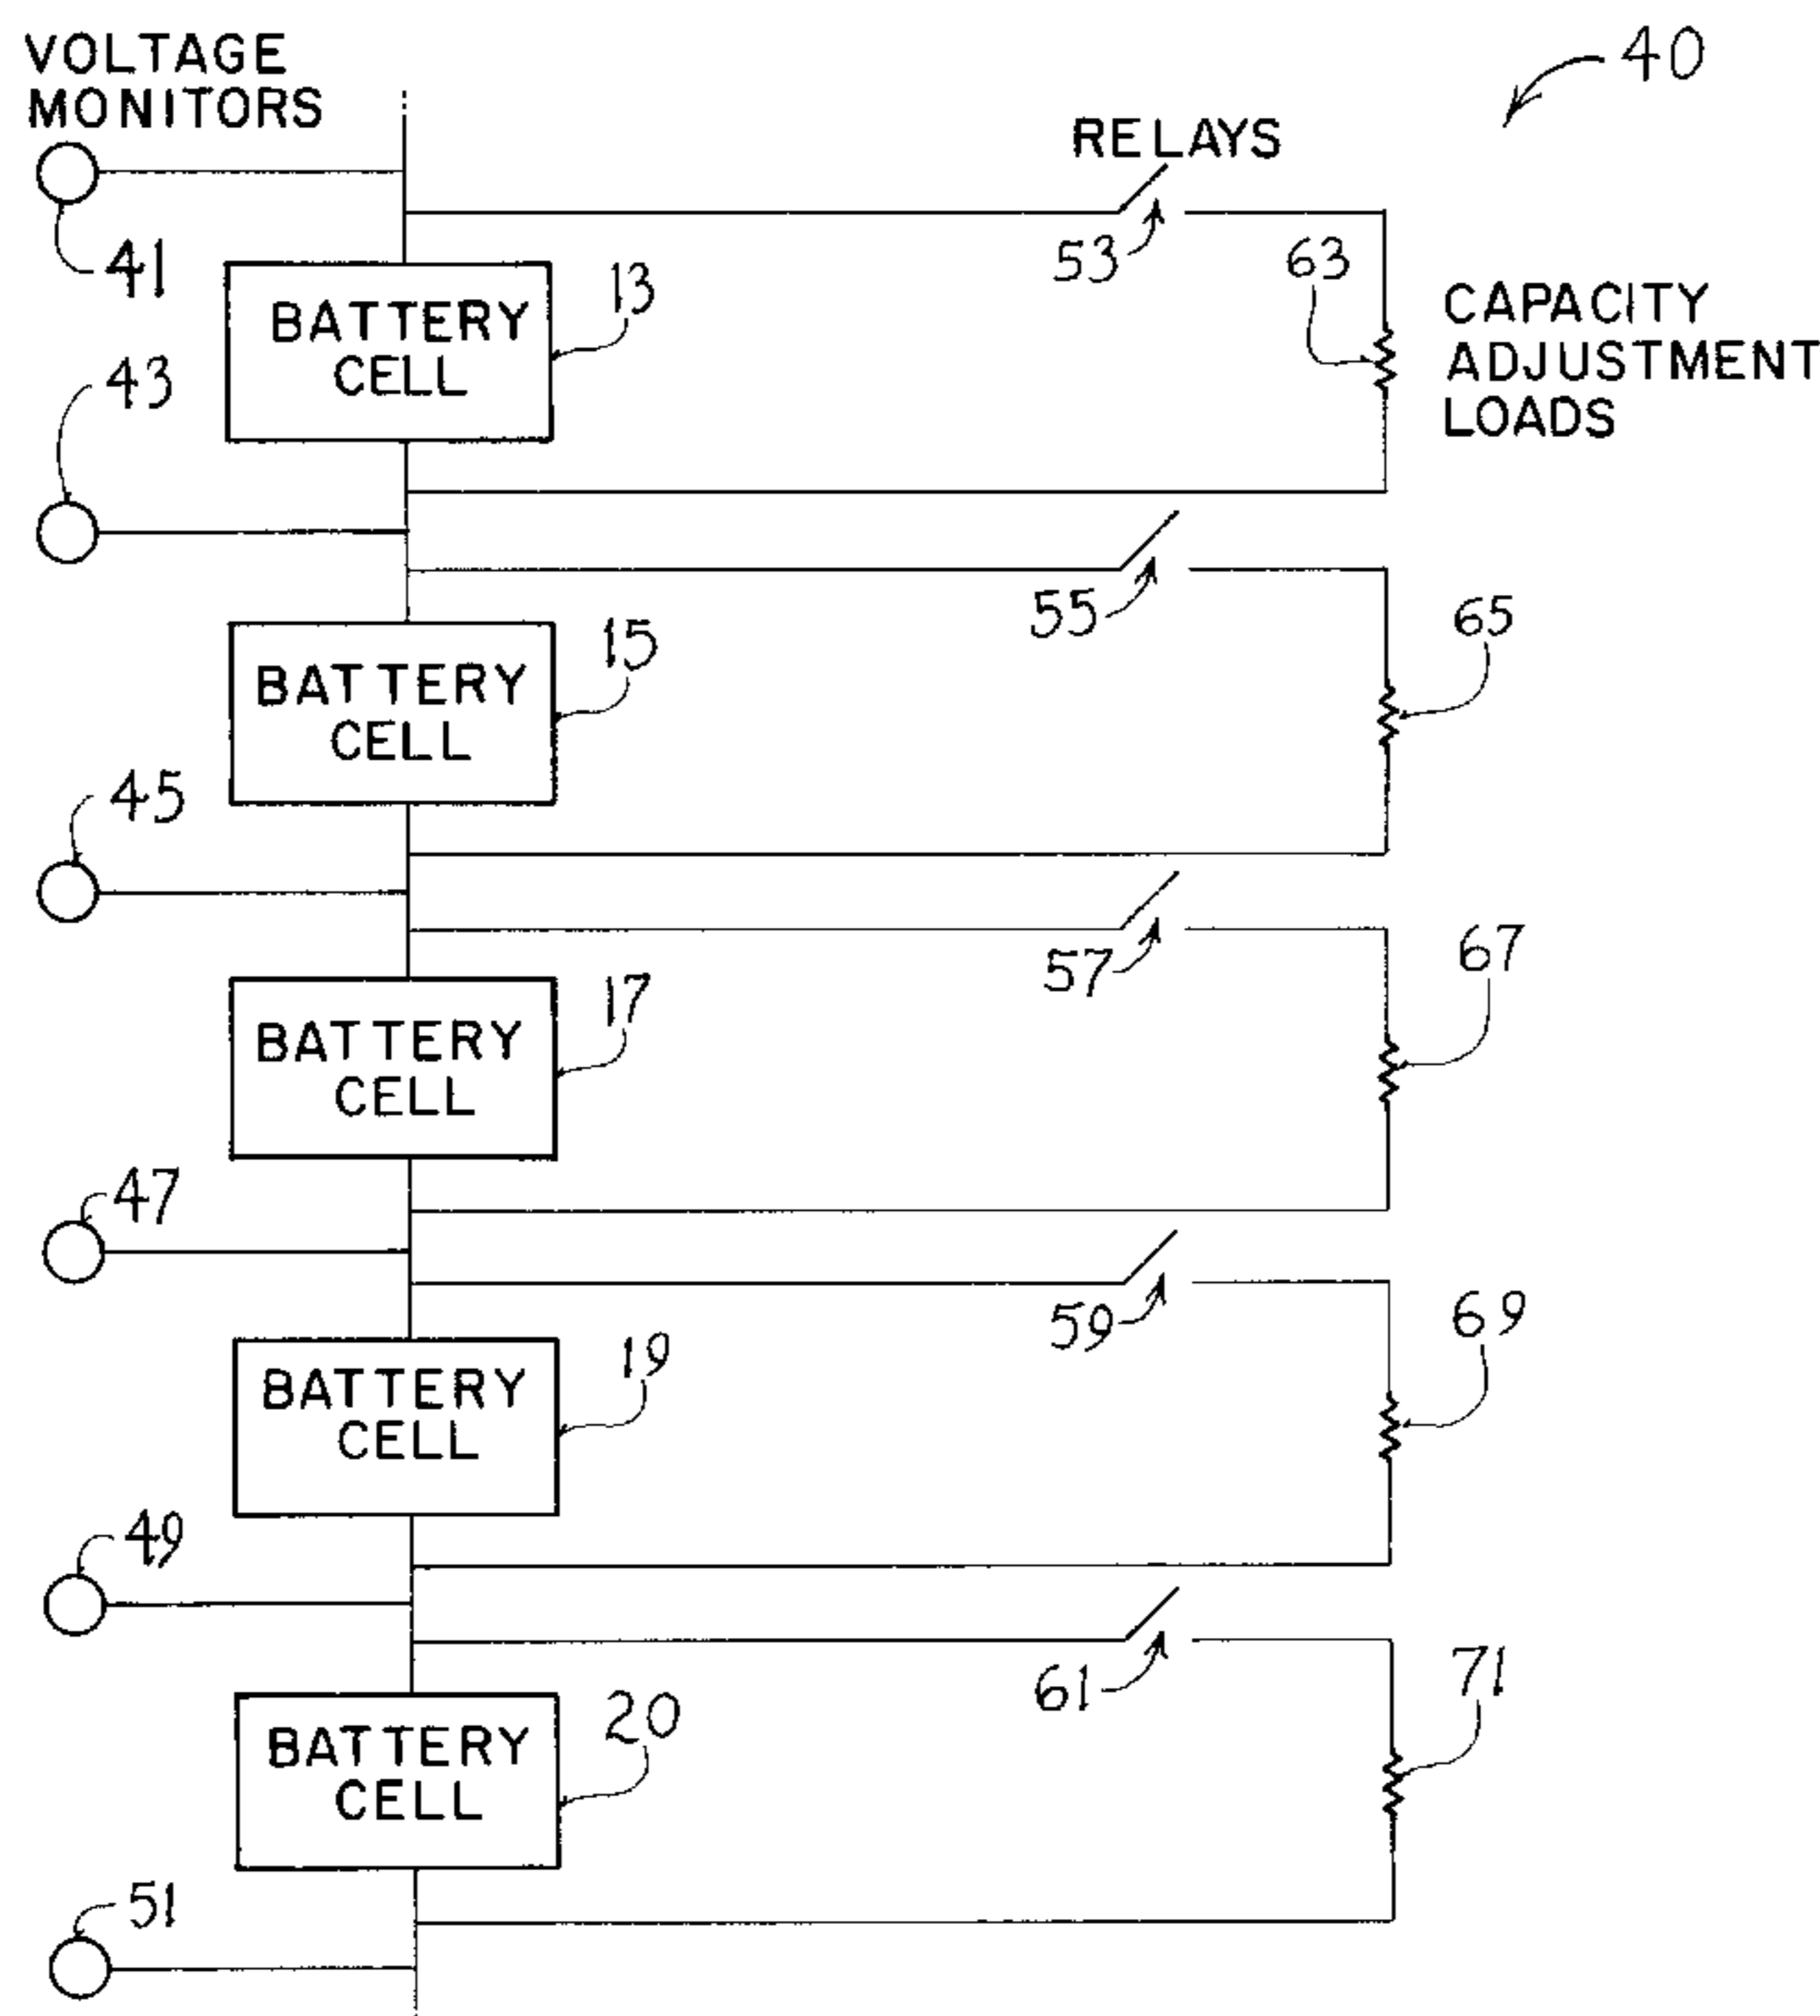 VOLTAGE
MONITORS
40
RELAYS
41
53
63
13
BATTERY
CELL
CAPACITY
ADJUSTMENT
LOADS
43
55
65
15
BATTERY
CELL
45
57
67
17
BATTERY
CELL
47
59
69
19
BATTERY
CELL
49
61
71
20
BATTERY
CELL
51